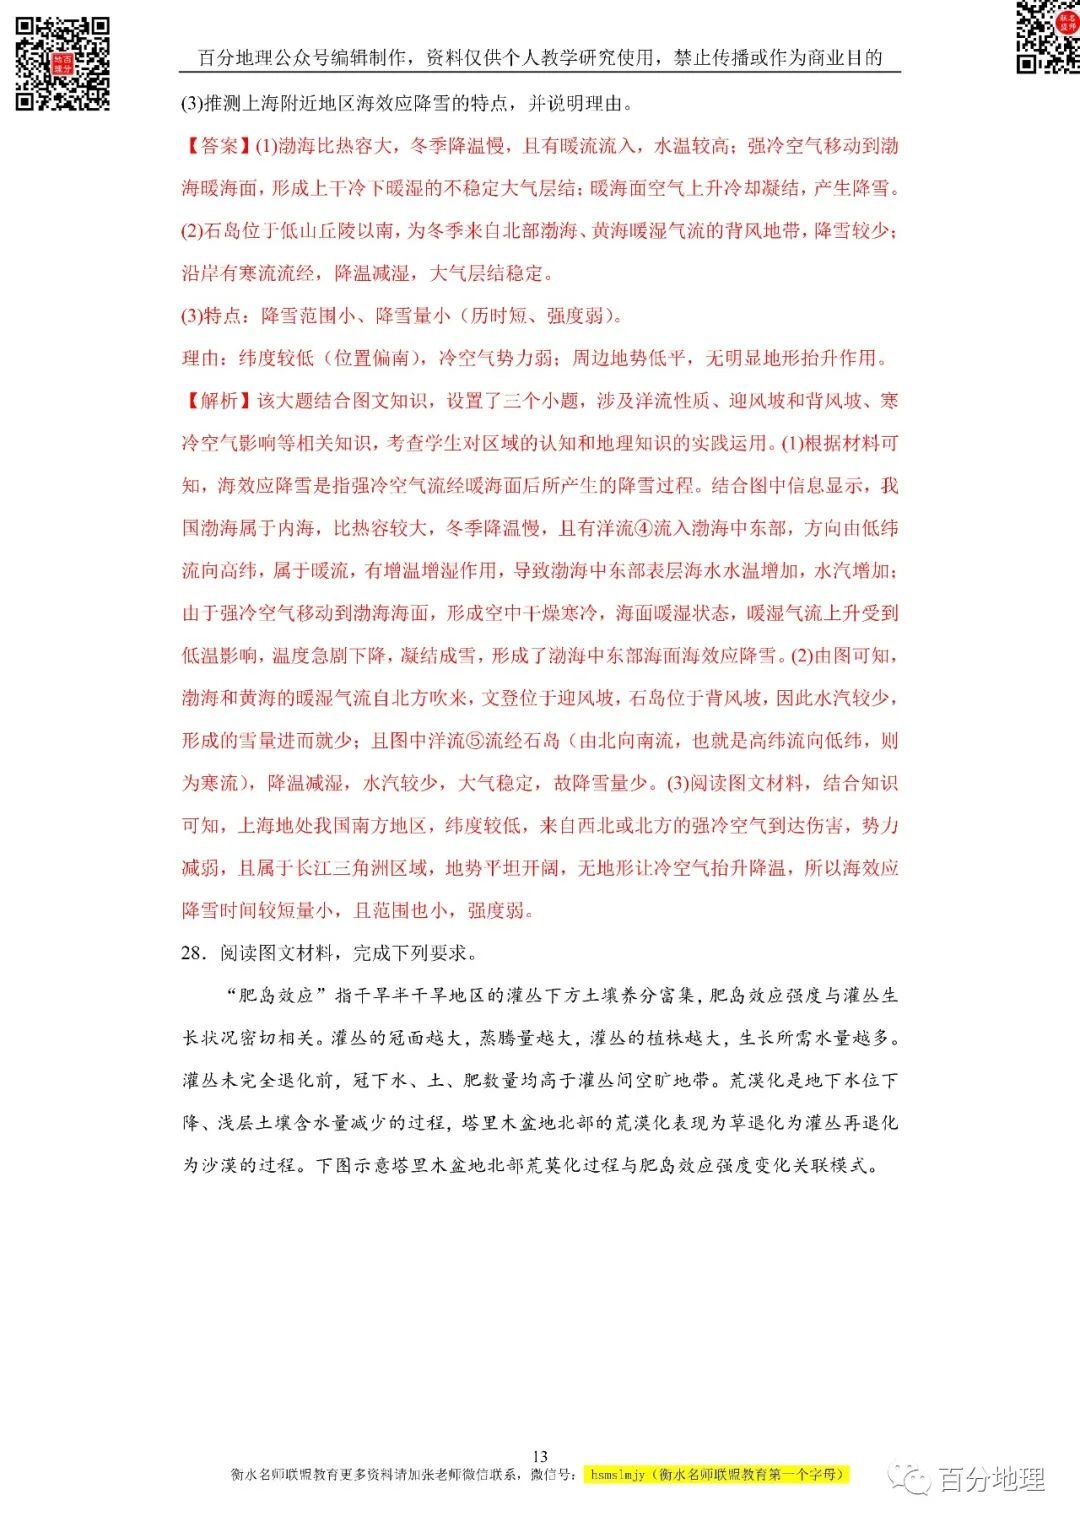 百分地理公众号编辑制作，资料仅供个人教学研究使用，禁止传播或作为商业目的
(3)推测上海附近地区海效应降雪的特点，并说明理由。
【答案】(1)渤海比热容大，冬季降温慢，且有暖流流入，水温较高；强冷空气移动到渤
海暖海面，形成上干冷下暖湿的不稳定大气层结；暖海面空气上升冷却凝结，产生降雪。
(2)石岛位于低山丘陵以南，为冬季来自北部渤海、黄海暖湿气流的背风地带，降雪较少；
沿岸有寒流流经，降温减湿，大气层结稳定。
(3)特点：降雪范围小、降雪量小（历时短、强度弱）。
理由：纬度较低（位置偏南），冷空气势力弱；周边地势低平，无明显地形抬升作用。
【解析】该大题结合图文知识，设置了三个小题，涉及洋流性质、迎风坡和背风坡、寒
冷空气影响等相关知识，考查学生对区域的认知和地理知识的实践运用。(1)根据材料可
知，海效应降雪是指强冷空气流经暖海面后所产生的降雪过程。结合图中信息显示，我
国渤海属于内海，比热容较大，冬季降温慢，且有洋流④流入渤海中东部，方向由低纬
流向高纬，属于暖流，有增温增湿作用，导致渤海中东部表层海水水温增加，水汽增加；
由于强冷空气移动到渤海海面，形成空中干燥寒冷，海面暖湿状态，暖湿气流上升受到
低温影响，温度急剧下降，凝结成雪，形成了渤海中东部海面海效应降雪。(2)由图可知，
渤海和黄海的暖湿气流自北方吹来，文登位于迎风坡，石岛位于背风坡，因此水汽较少，
形成的雪量进而就少；且图中洋流⑤流经石岛（由北向南流，也就是高纬流向低纬，则
为寒流），降温减湿，水汽较少，大气稳定，故降雪量少。(3)阅读图文材料，结合知识
可知，上海地处我国南方地区，纬度较低，来自西北或北方的强冷空气到达伤害，势力
减弱，且属于长江三角洲区域，地势平坦开阔，无地形让冷空气抬升降温，所以海效应
降雪时间较短量小，且范围也小，强度弱。
28．阅读图文材料，完成下列要求。
“肥岛效应”指干旱半干旱地区的灌丛下方土壤养分富集，肥岛效应强度与灌丛生
长状况密切相关。灌丛的冠面越大，蒸腾量越大，灌丛的植株越大，生长所需水量越多。
灌丛未完全退化前，冠下水、土、肥数量均高于灌丛间空旷地带。荒漠化是地下水位下
降、浅层土壤含水量减少的过程，塔里木盆地北部的荒漠化表现为草退化为灌丛再退化
为沙漠的过程。下图示意塔里木盆地北部荒莫化过程与肥岛效应强度变化关联模式。
13
衡水名师联盟教育更多资料请加张老师微信联系，微信号：hsmslmjy（衡水名师联盟教育第一个字母）
百分地理